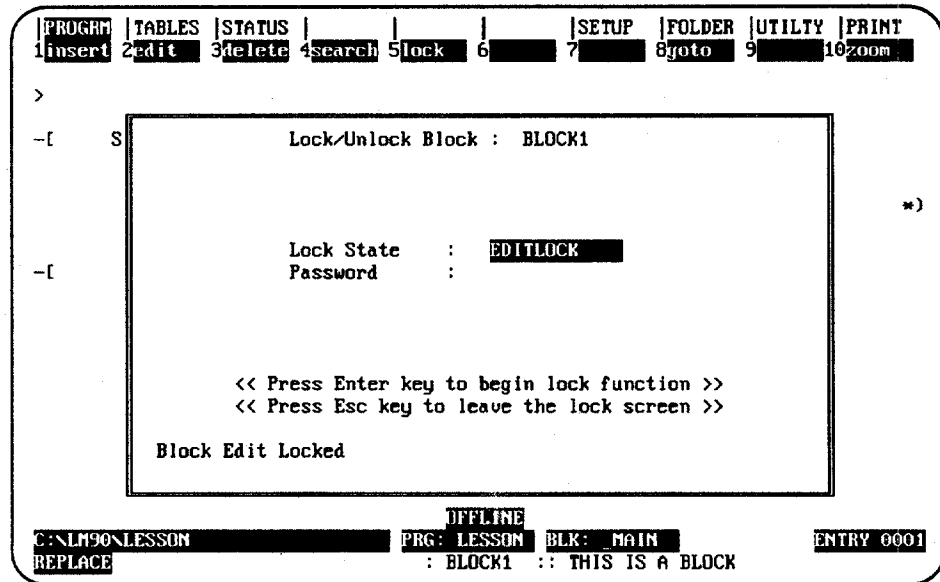 |PROGRM |TABLES |STATUS | | | |SETUP |FOLDER |UTILTY |PRINT
1insert 2edit 3delete 4search 5lock 6 7 8goto 9 10zoom
>
-[ S
Lock/Unlock Block : BLOCK1
*)
Lock State : EDITLOCK
-[
Password :
<< Press Enter key to begin lock function >>
<< Press Esc key to leave the lock screen >>
Block Edit Locked
OFFLINE
C:\LM90\LESSON PRG: LESSON BLK: _MAIN ENTRY 0001
REPLACE : BLOCK1 :: THIS IS A BLOCK